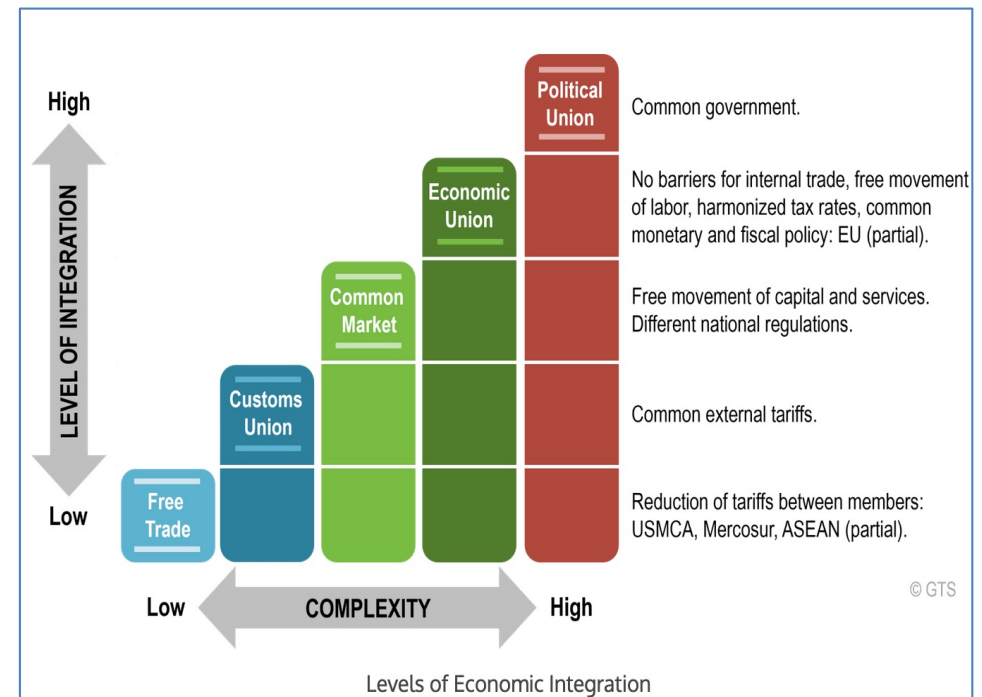 High
Political
Union
Common government.
Economic
Union
No barriers for internal trade, free movement
of labor, harmonized tax rates, common
monetary and fiscal policy: EU (partial).
LEVEL OF INTEGRATION
Common
Market
Free movement of capital and services.
Different national regulations.
Customs
Union
Common external tariffs.
Low
Free
Trade
Reduction of tariffs between members:
USMCA, Mercosur, ASEAN (partial).
Low
COMPLEXITY
High
© GTS
Levels of Economic Integration